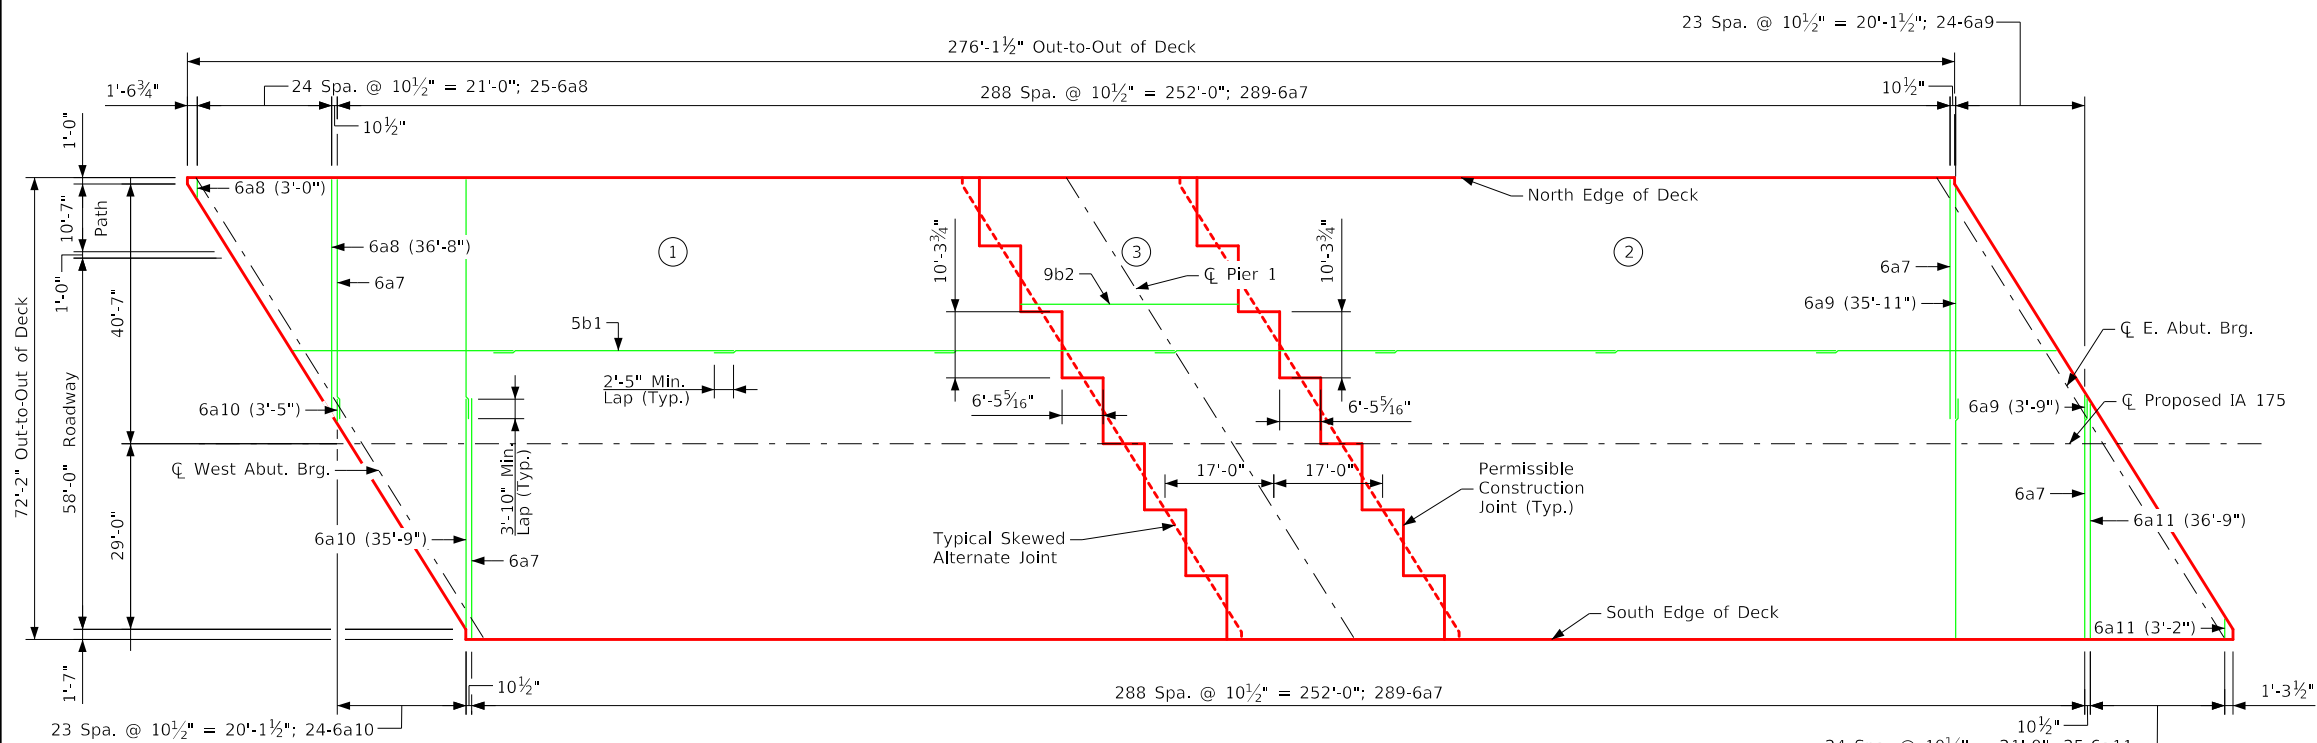 23 Spa. @ 10½" = 20'-1½"; 24-6a9
276'-1½" Out-to-Out of Deck
1'-6¾"
24 Spa. @ 10½" = 21'-0"; 25-6a8
288 Spa. @ 10½" = 252'-0"; 289-6a7
10½"
10½"
1'-0"
10'-7"
Path
1'-0"
40'-7"
72'-2" Out-to-Out of Deck
58'-0" Roadway
29'-0"
1'-7"
6a8 (3'-0")
6a8 (36'-8")
6a7
1
3
2
North Edge of Deck
10'-3¾"
10'-3¾"
℄ Pier 1
9b2
5b1
6a7
6a9 (35'-11")
℄ E. Abut. Brg.
2'-5" Min.
Lap (Typ.)
6'-5 5/16"
6'-5 5/16"
6a10 (3'-5")
6a9 (3'-9")
℄ Proposed IA 175
℄ West Abut. Brg.
3'-10" Min.
Lap (Typ.)
17'-0"
17'-0"
Permissible
Construction
Joint (Typ.)
6a7
6a10 (35'-9")
6a7
Typical Skewed
Alternate Joint
6a11 (36'-9")
South Edge of Deck
6a11 (3'-2")
10½"
288 Spa. @ 10½" = 252'-0"; 289-6a7
1'-3½"
23 Spa. @ 10½" = 20'-1½"; 24-6a10
10½"